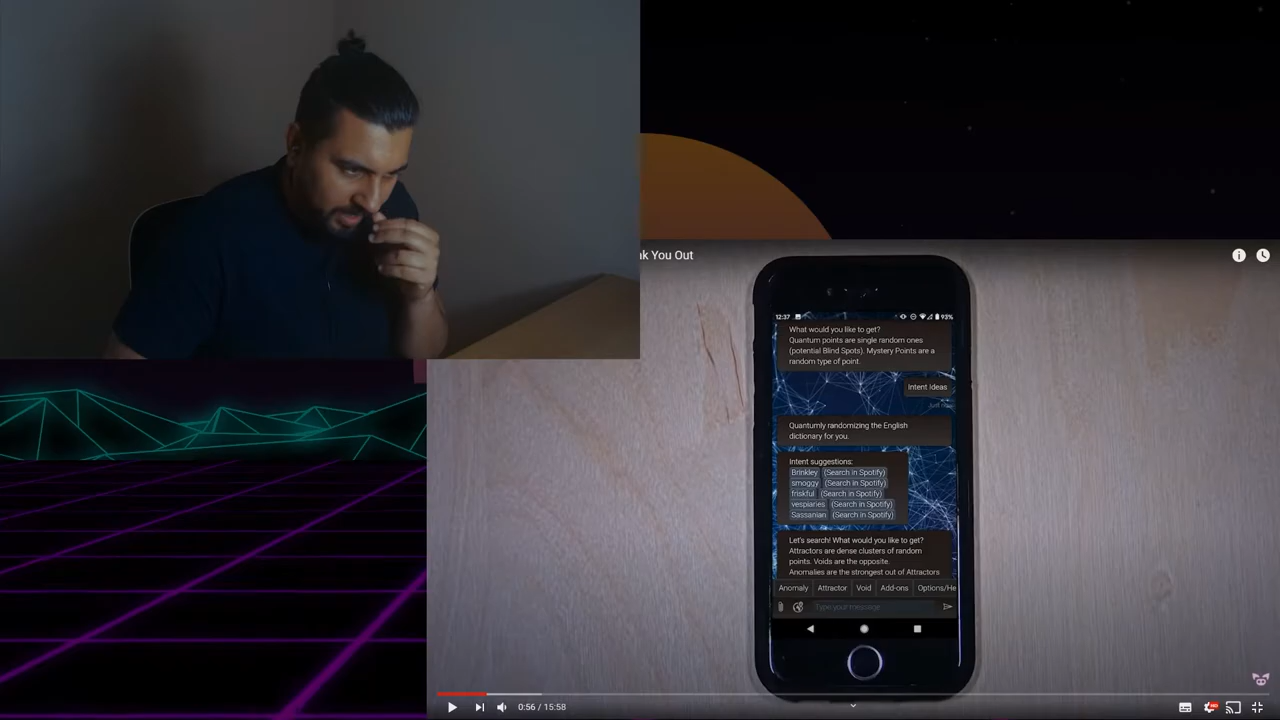 k You Out
12:37
93%
What would you like to get?
Quantum points are single random ones
(potential Blind Spots). Mystery Points are a
random type of point.
Intent Ideas
Just now
Quantumly randomizing the English
dictionary for you.
Intent suggestions:
Brinkley (Search in Spotify)
smoggy (Search in Spotify)
friskful (Search in Spotify)
vespiaries (Search in Spotify)
Sassanian (Search in Spotify)
Let's search! What would you like to get?
Attractors are dense clusters of random
points. Voids are the opposite.
Anomalies are the strongest out of Attractors
Anomaly Attractor Void Add-ons Options/He
Type your message
0:56 / 15:58